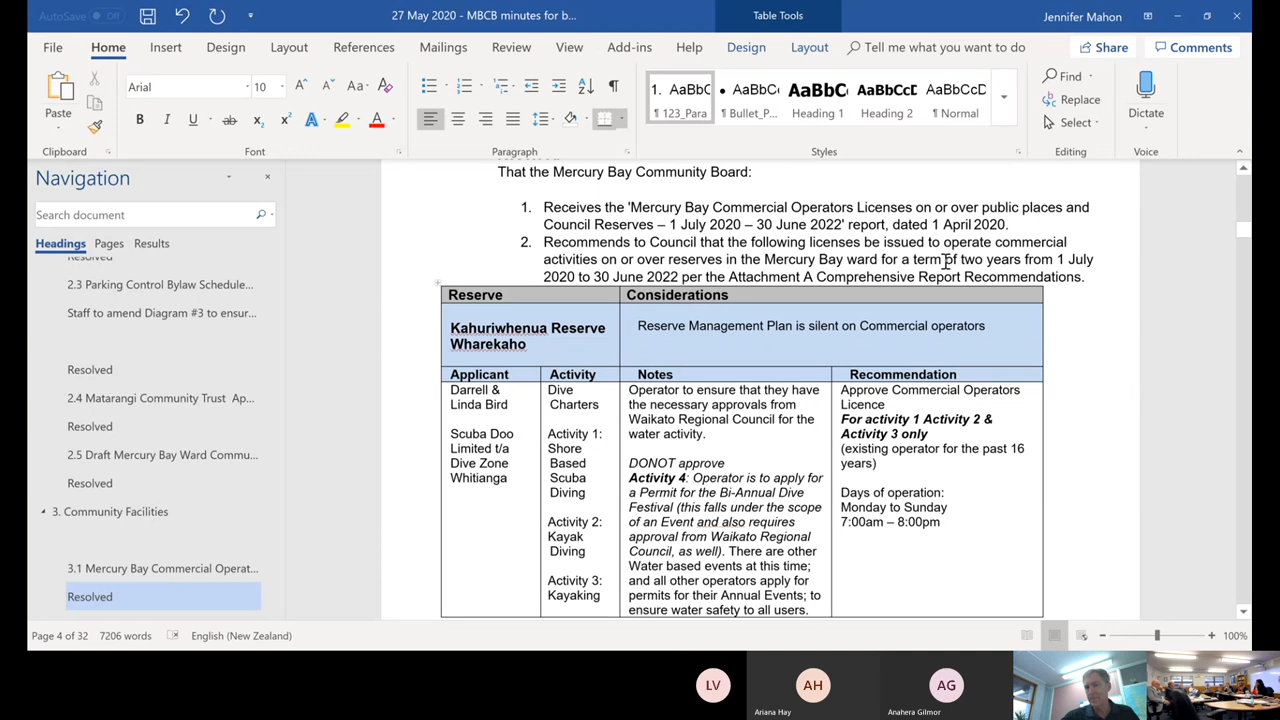 AutoSave Off
27 May 2020 - MBCB minutes for b...
Table Tools
Jennifer Mahon
File Home Insert Design Layout References Mailings Review View Add-ins Help Design Layout Tell me what you want to do Share Comments
Paste
Clipboard
Arial 10
Font
Paragraph
1. AaBbC AaBbC AaBbC AaBbCcD AaBbCcD
123_Para Bullet_P... Heading 1 Heading 2 Normal
Styles
Find
Replace
Select
Editing
Dictate
Voice
Navigation
Search document
Headings Pages Results
Resolved
2.3 Parking Control Bylaw Schedule...
Staff to amend Diagram #3 to ensur...
Resolved
2.4 Matarangi Community Trust Ap...
Resolved
2.5 Draft Mercury Bay Ward Commu...
Resolved
3. Community Facilities
3.1 Mercury Bay Commercial Operat...
Resolved
That the Mercury Bay Community Board:
1. Receives the 'Mercury Bay Commercial Operators Licenses on or over public places and
Council Reserves – 1 July 2020 – 30 June 2022' report, dated 1 April 2020.
2. Recommends to Council that the following licenses be issued to operate commercial
activities on or over reserves in the Mercury Bay ward for a term of two years from 1 July
2020 to 30 June 2022 per the Attachment A Comprehensive Report Recommendations.
Reserve Considerations
Kahuriwhenua Reserve
Wharekaho
Reserve Management Plan is silent on Commercial operators
Applicant Activity Notes Recommendation
Darrell &
Linda Bird
Scuba Doo
Limited t/a
Dive Zone
Whitianga
Dive
Charters
Activity 1:
Shore
Based
Scuba
Diving
Activity 2:
Kayak
Diving
Activity 3:
Kayaking
Operator to ensure that they have
the necessary approvals from
Waikato Regional Council for the
water activity.
DONOT approve
Activity 4: Operator is to apply for
a Permit for the Bi-Annual Dive
Festival (this falls under the scope
of an Event and also requires
approval from Waikato Regional
Council, as well). There are other
Water based events at this time;
and all other operators apply for
permits for their Annual Events; to
ensure water safety to all users.
Approve Commercial Operators
Licence
For activity 1 Activity 2 &
Activity 3 only
(existing operator for the past 16
years)
Days of operation:
Monday to Sunday
7:00am – 8:00pm
Page 4 of 32 7206 words English (New Zealand) 100%
LV
AH
Ariana Hay
AG
Anahera Gilmor